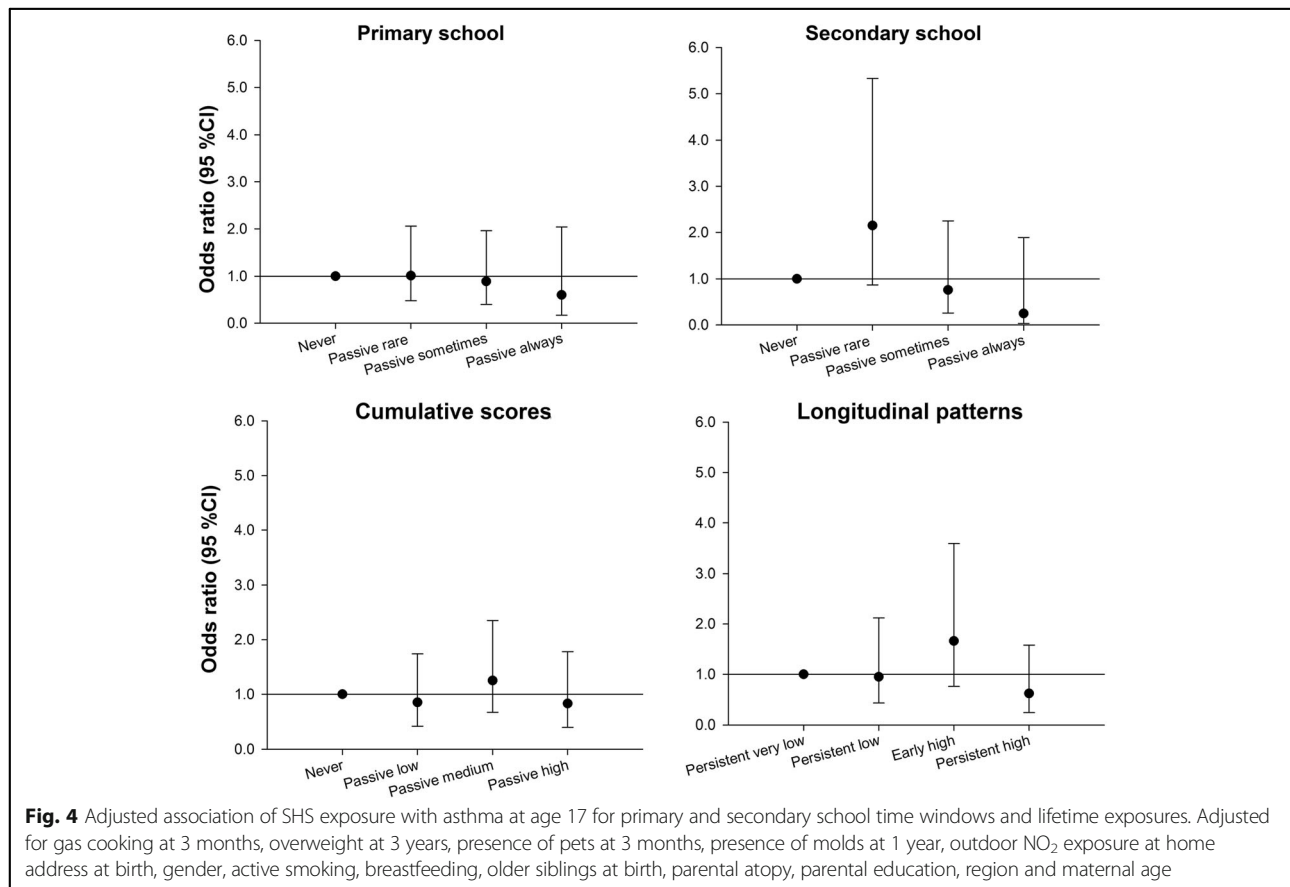 Primary school
6.0
5.0
4.0
3.0
2.0
1.0
0.0
Odds ratio (95 %CI)
Never
Passive rare
Passive sometimes
Passive always
Secondary school
6.0
5.0
4.0
3.0
2.0
1.0
0.0
Never
Passive rare
Passive sometimes
Passive always
Cumulative scores
6.0
5.0
4.0
3.0
2.0
1.0
0.0
Odds ratio (95 %CI)
Never
Passive low
Passive medium
Passive high
Longitudinal patterns
6.0
5.0
4.0
3.0
2.0
1.0
0.0
Persistent very low
Persistent low
Early high
Persistent high
Fig. 4 Adjusted association of SHS exposure with asthma at age 17 for primary and secondary school time windows and lifetime exposures. Adjusted
for gas cooking at 3 months, overweight at 3 years, presence of pets at 3 months, presence of molds at 1 year, outdoor NO₂ exposure at home
address at birth, gender, active smoking, breastfeeding, older siblings at birth, parental atopy, parental education, region and maternal age